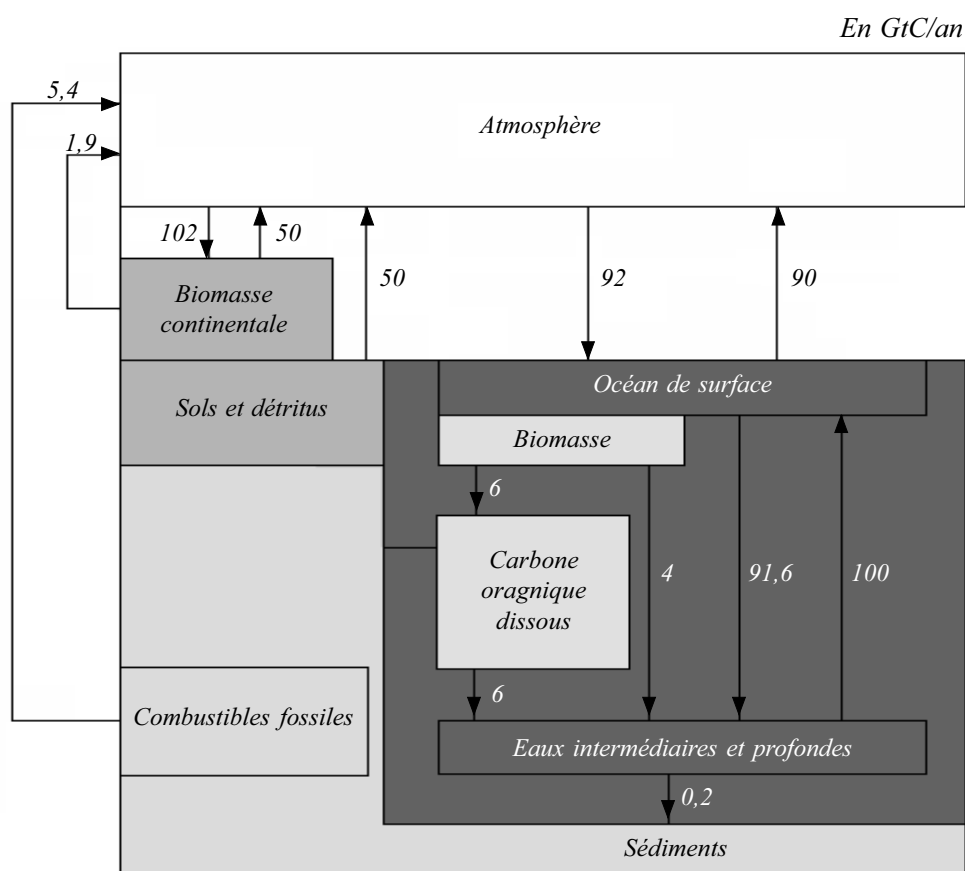 En GtC/an
5,4
Atmosphère
1,9
102
50
50
92
90
Biomasse
continentale
Océan de surface
Sols et détritus
Biomasse
6
Carbone
oragnique
dissous
4
91,6
100
6
Combustibles fossiles
Eaux intermédiaires et profondes
0,2
Sédiments